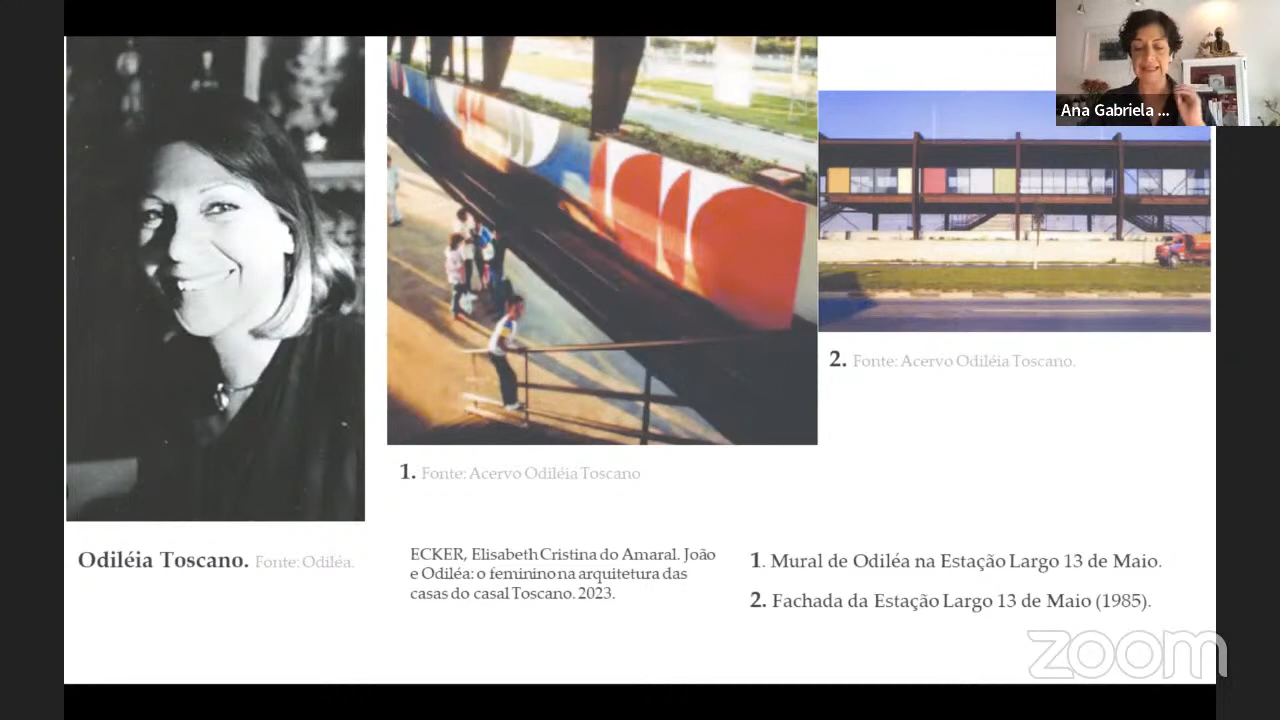 Ana Gabriela ...
2. Fonte: Acervo Odiléia Toscano.
1. Fonte: Acervo Odiléia Toscano
Odiléia Toscano. Fonte: Odiléa.
ECKER, Elisabeth Cristina do Amaral. João
e Odiléa: o feminino na arquitetura das
casas do casal Toscano. 2023.
1. Mural de Odiléa na Estação Largo 13 de Maio.
2. Fachada da Estação Largo 13 de Maio (1985).
zoom